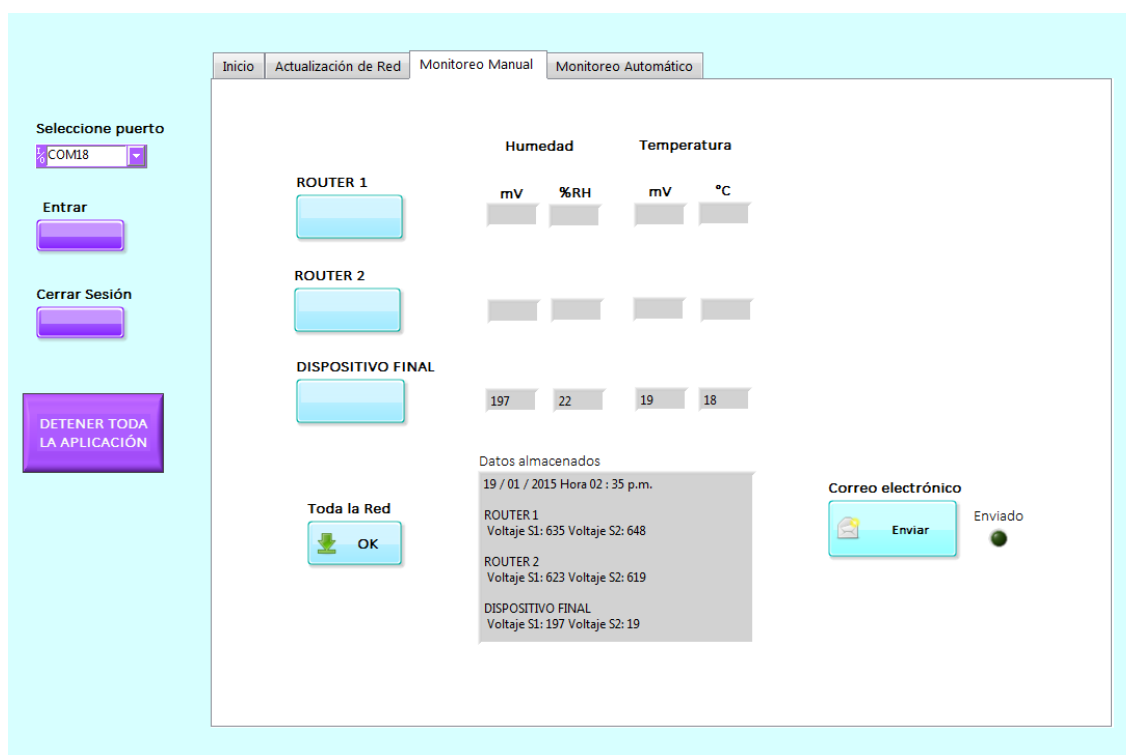 Inicio Actualización de Red Monitoreo Manual Monitoreo Automático
Seleccione puerto
COM18
Entrar
Cerrar Sesión
DETENER TODA
LA APLICACIÓN
Humedad Temperatura
mV %RH mV °C
ROUTER 1
ROUTER 2
DISPOSITIVO FINAL
197 22 19 18
Toda la Red
OK
Datos almacenados
19 / 01 / 2015 Hora 02 : 35 p.m.
ROUTER 1
Voltaje S1: 635 Voltaje S2: 648
ROUTER 2
Voltaje S1: 623 Voltaje S2: 619
DISPOSITIVO FINAL
Voltaje S1: 197 Voltaje S2: 19
Correo electrónico
Enviar
Enviado